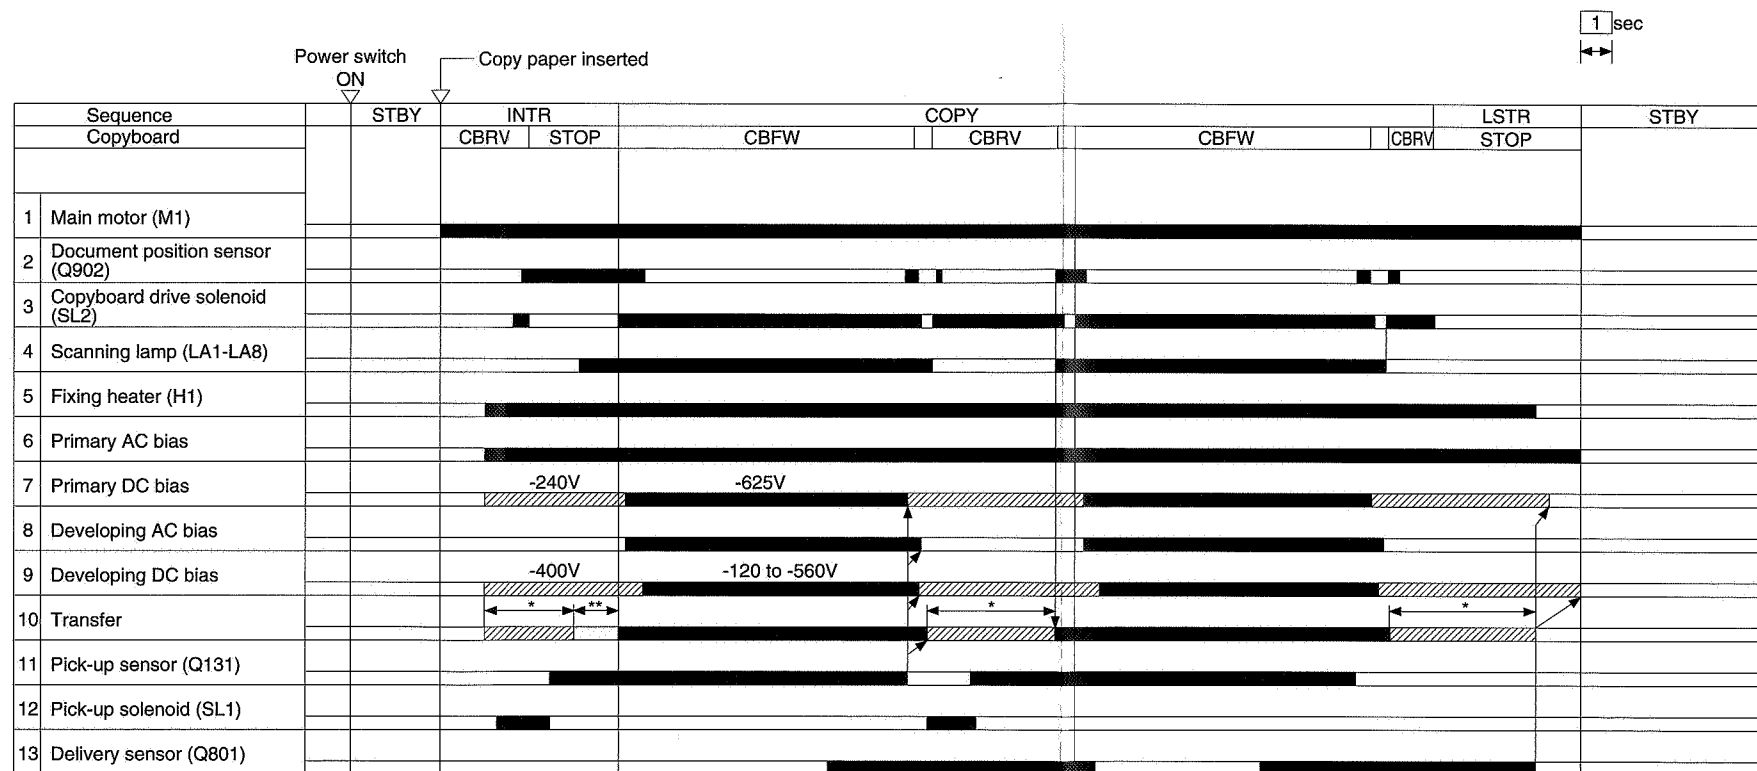 1 sec
Power switch
ON
Copy paper inserted
Sequence STBY INTR COPY LSTR STBY
Copyboard CBRV STOP CBFW CBRV CBFW CBRV STOP
1 Main motor (M1)
2 Document position sensor
(Q902)
3 Copyboard drive solenoid
(SL2)
4 Scanning lamp (LA1-LA8)
5 Fixing heater (H1)
6 Primary AC bias
7 Primary DC bias -240V -625V
8 Developing AC bias
9 Developing DC bias -400V -120 to -560V
10 Transfer * ** * *
11 Pick-up sensor (Q131)
12 Pick-up solenoid (SL1)
13 Delivery sensor (Q801)